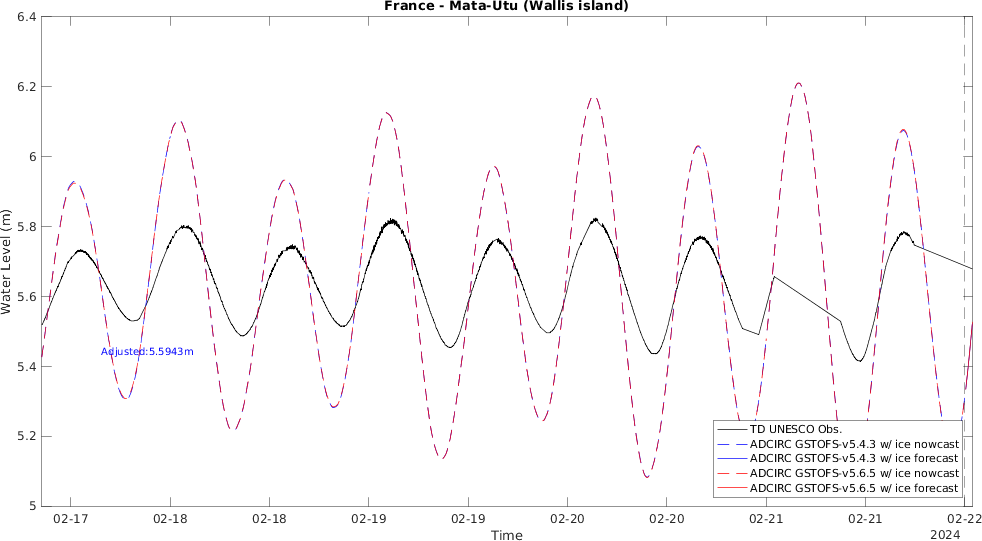 France - Mata-Utu (Wallis island)
6.4
6.2
6
5.8
5.6
5.4
5.2
5
Water Level (m)
Adjusted:5.5943m
TD UNESCO Obs.
ADCIRC GSTOFS-v5.4.3 w/ ice nowcast
ADCIRC GSTOFS-v5.4.3 w/ ice forecast
ADCIRC GSTOFS-v5.6.5 w/ ice nowcast
ADCIRC GSTOFS-v5.6.5 w/ ice forecast
02-17 02-18 02-18 02-19 02-19 02-20 02-20 02-21 02-21 02-22
Time
2024